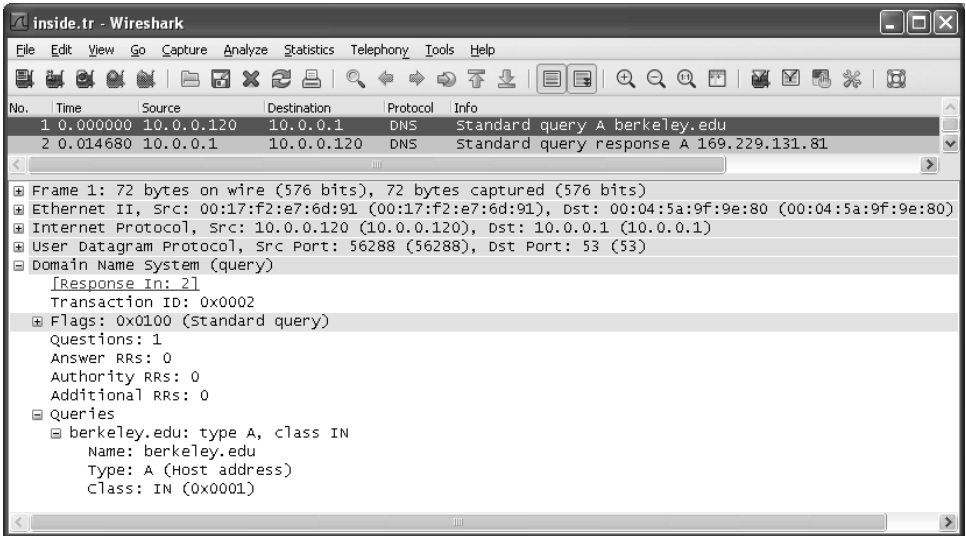 inside.tr - Wireshark
File Edit View Go Capture Analyze Statistics Telephony Tools Help
No. Time Source Destination Protocol Info
1 0.000000 10.0.0.120 10.0.0.1 DNS Standard query A berkeley.edu
2 0.014680 10.0.0.1 10.0.0.120 DNS Standard query response A 169.229.131.81
Frame 1: 72 bytes on wire (576 bits), 72 bytes captured (576 bits)
Ethernet II, Src: 00:17:f2:e7:6d:91 (00:17:f2:e7:6d:91), Dst: 00:04:5a:9f:9e:80 (00:04:5a:9f:9e:80)
Internet Protocol, Src: 10.0.0.120 (10.0.0.120), Dst: 10.0.0.1 (10.0.0.1)
User Datagram Protocol, Src Port: 56288 (56288), Dst Port: 53 (53)
Domain Name System (query)
[Response In: 2]
Transaction ID: 0x0002
Flags: 0x0100 (Standard query)
Questions: 1
Answer RRs: 0
Authority RRs: 0
Additional RRs: 0
Queries
berkeley.edu: type A, class IN
Name: berkeley.edu
Type: A (Host address)
Class: IN (0x0001)